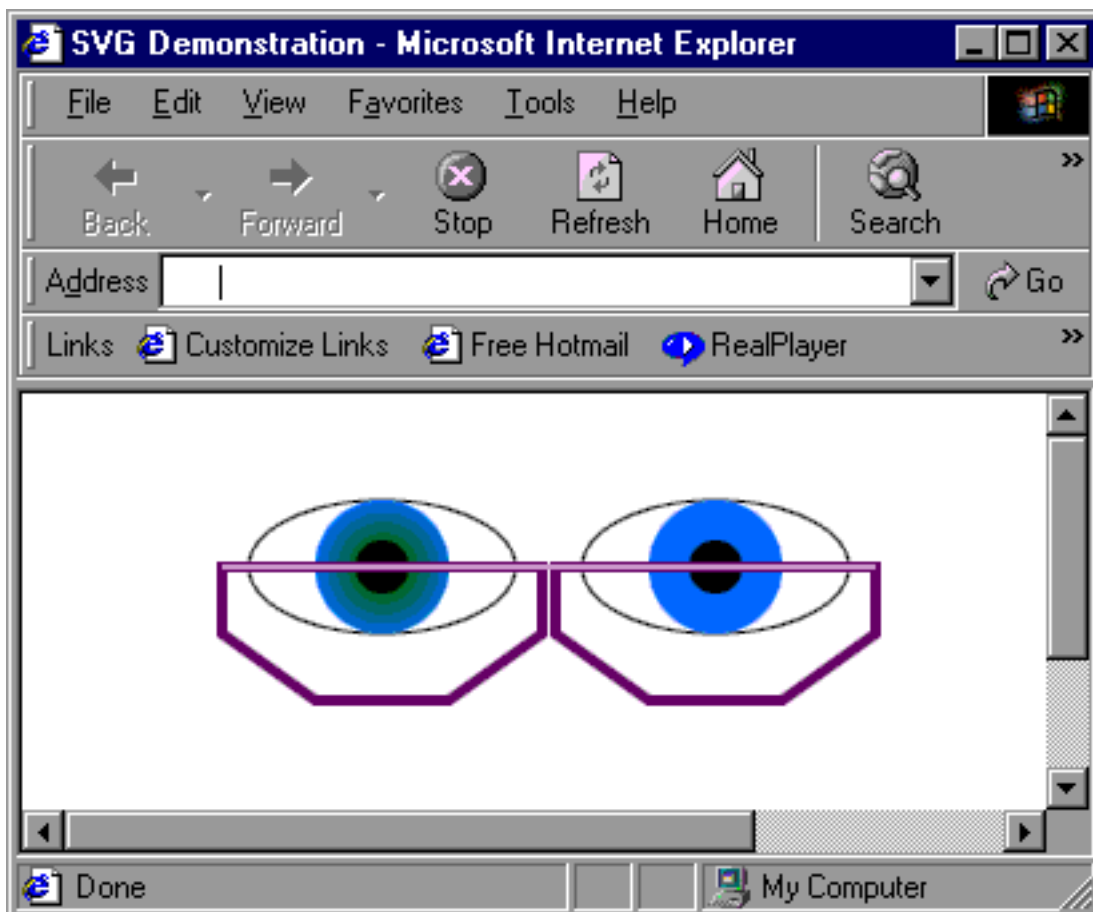 SVG Demonstration - Microsoft Internet Explorer
File Edit View Favorites Tools Help
Back Forward Stop Refresh Home Search »
Address Go
Links Customize Links Free Hotmail RealPlayer »
Done My Computer